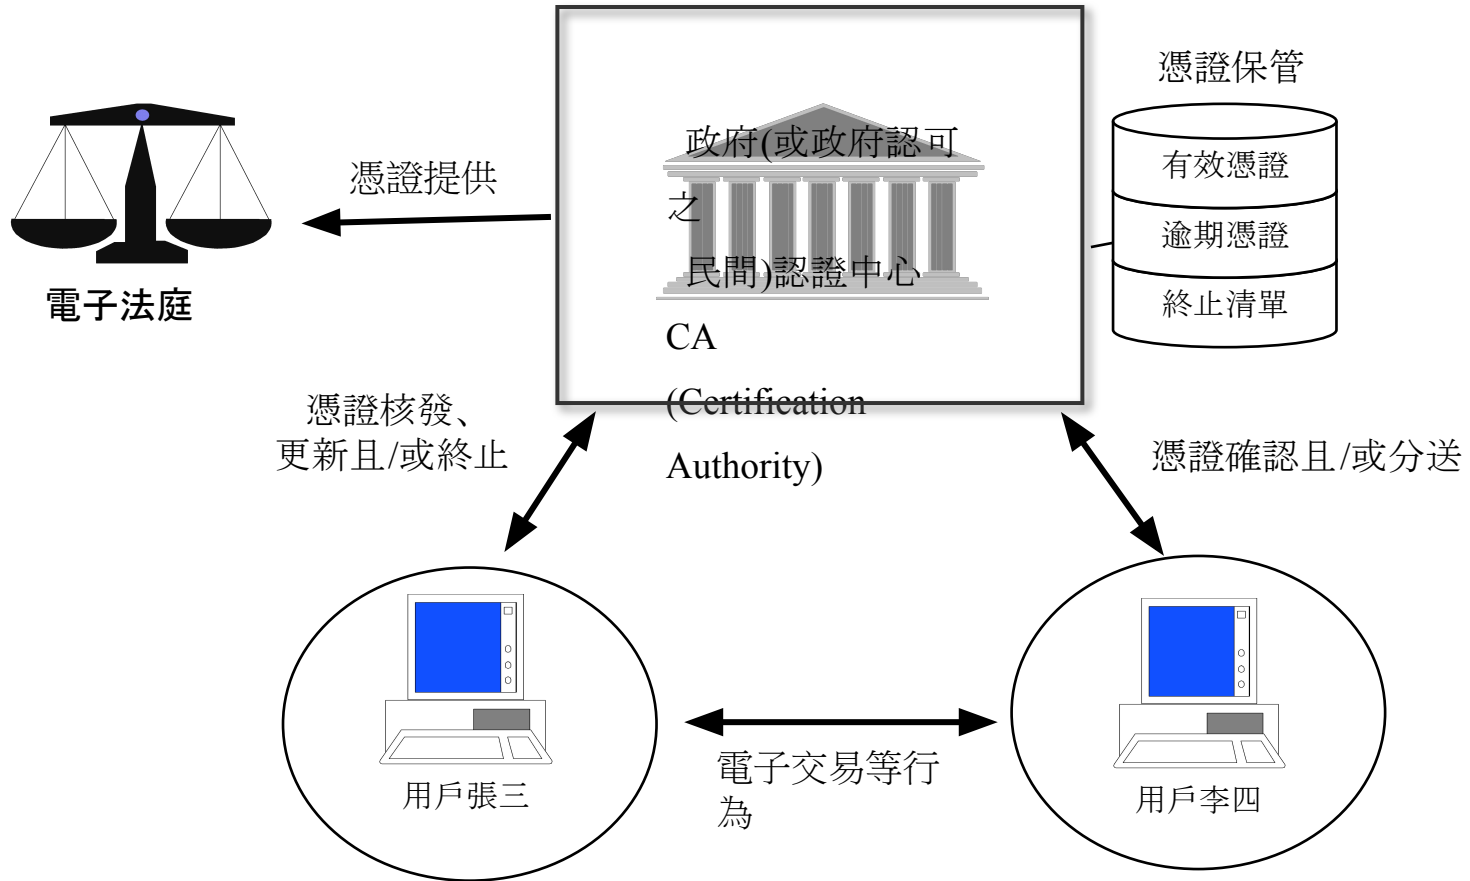 憑證保管
政府(或政府認可
之
民間)認證中心
CA
(Certification
Authority)
有效憑證
逾期憑證
終止清單
憑證提供
電子法庭
憑證核發、
更新且/或終止
憑證確認且/或分送
電子交易等行
為
用戶張三
用戶李四